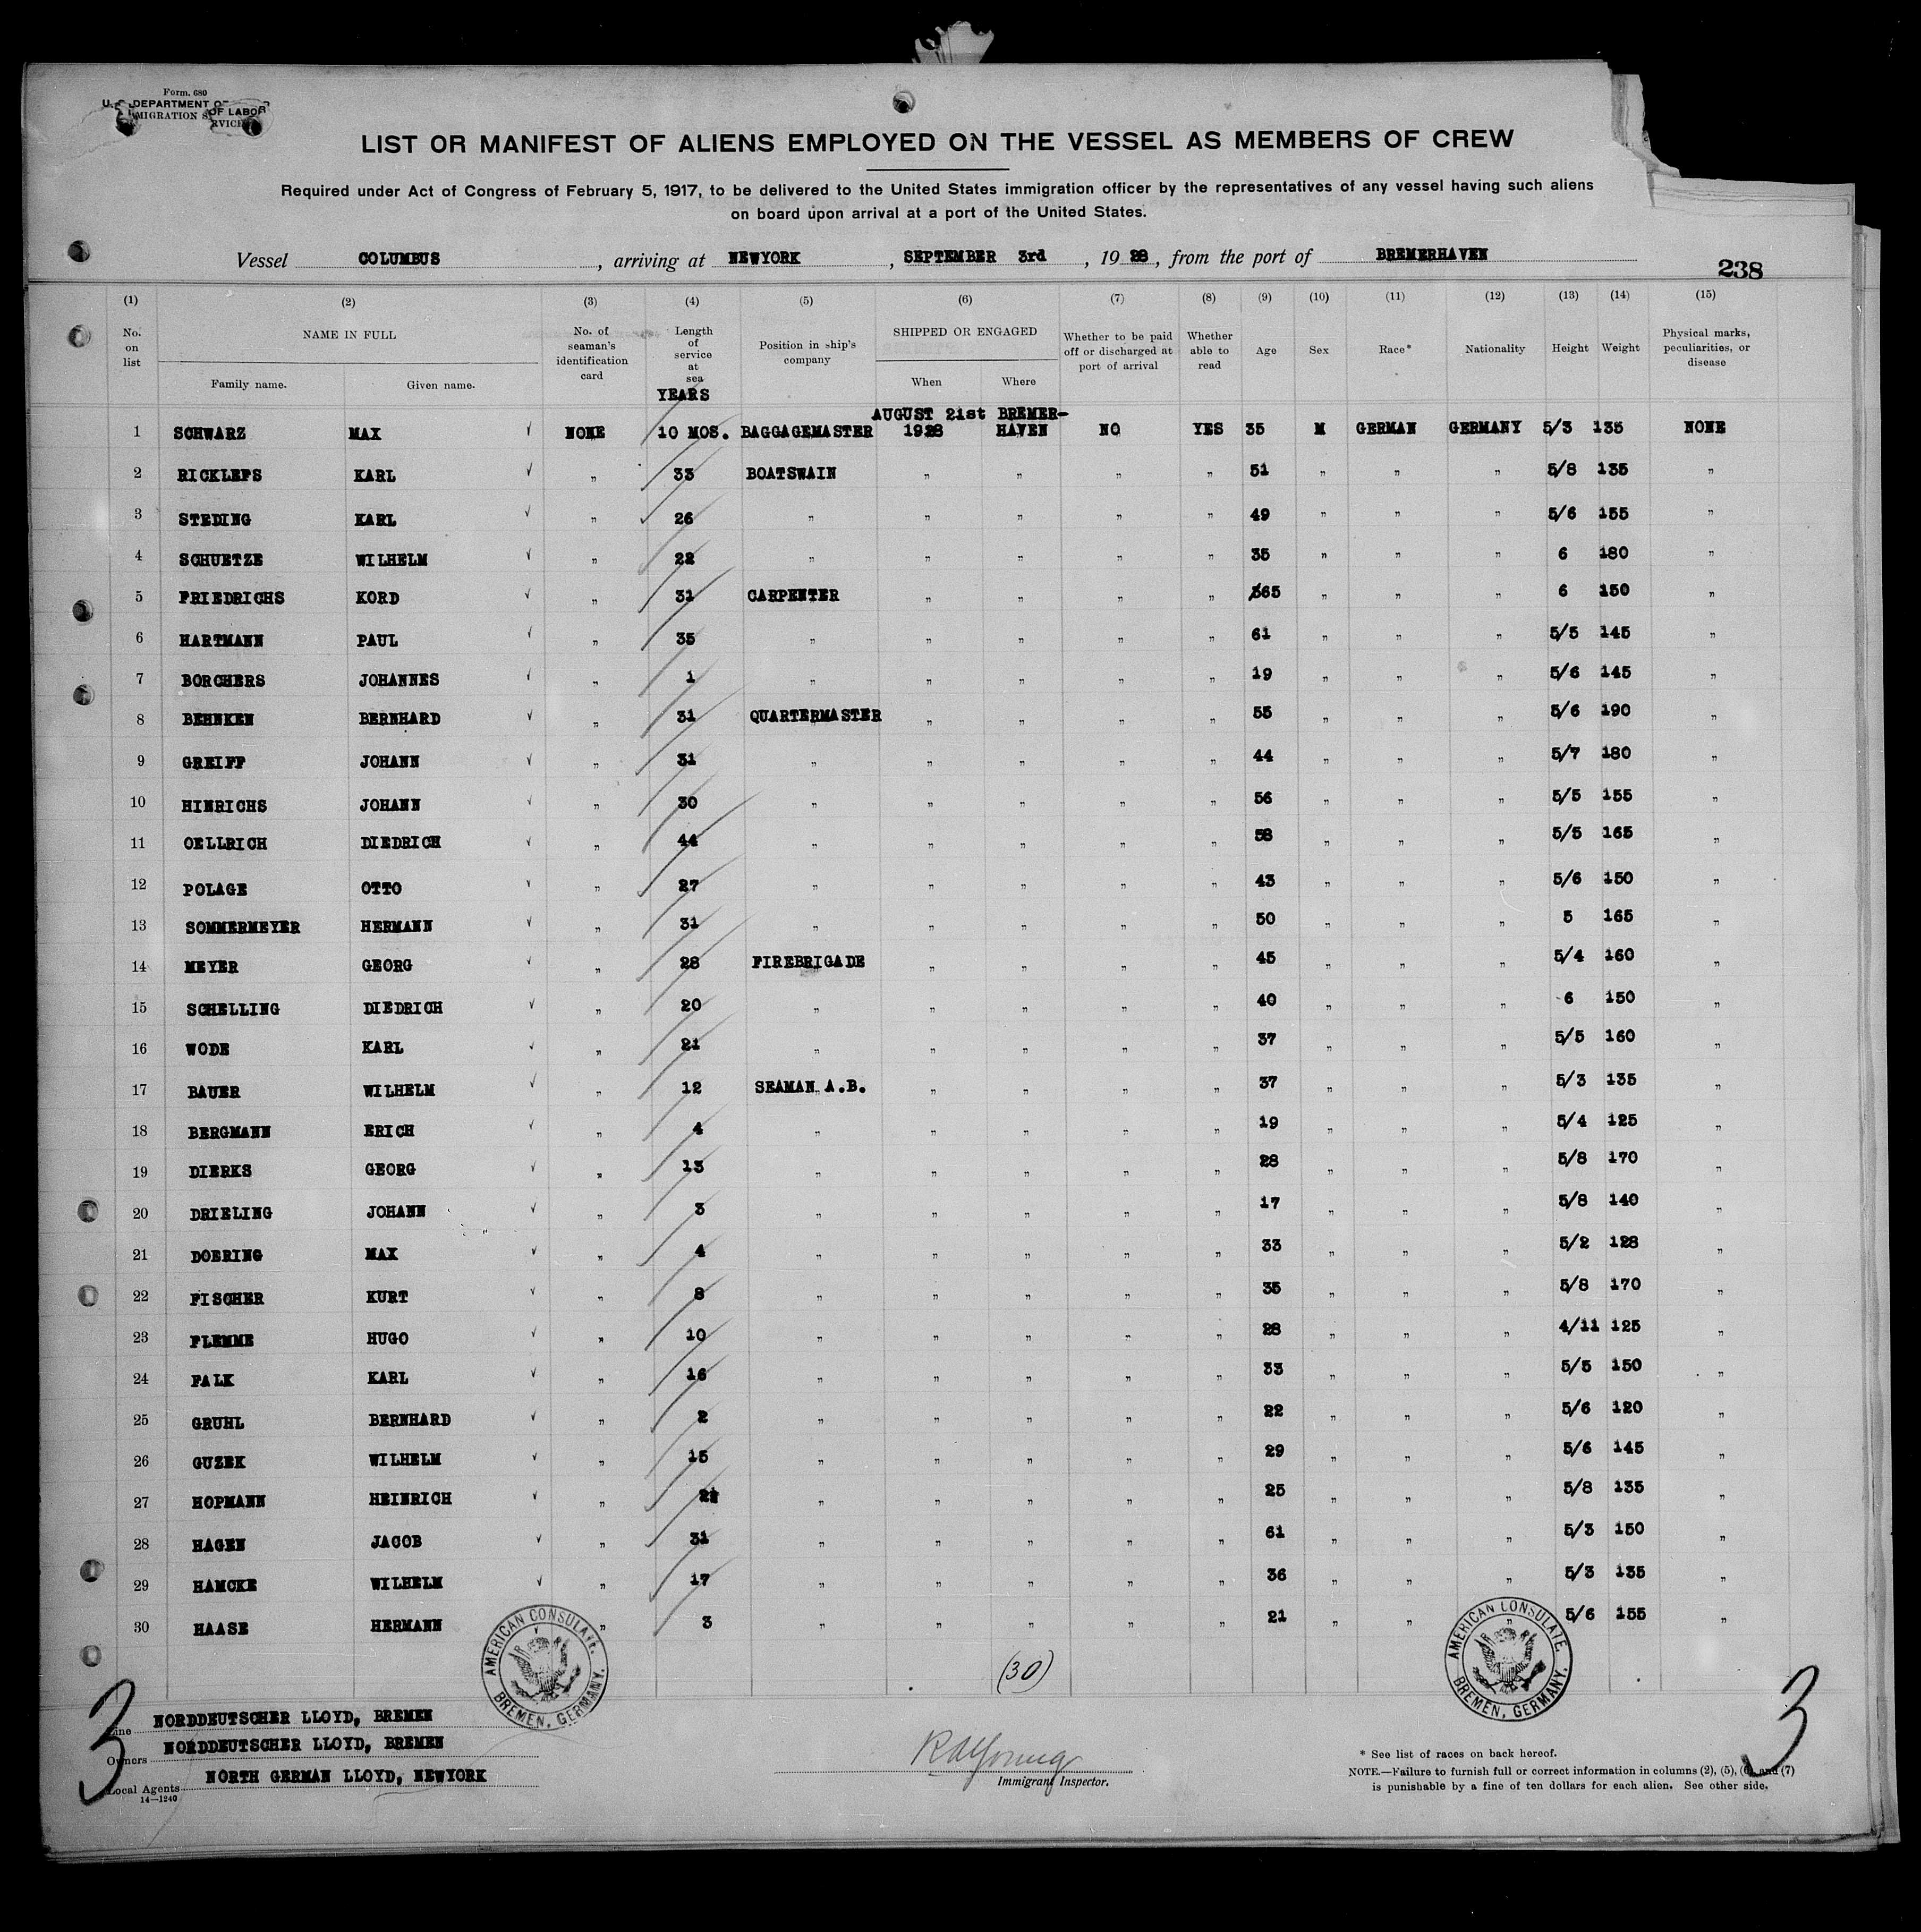 Form. 680
U. S. DEPARTMENT OF LABOR
IMMIGRATION SERVICE
LIST OR MANIFEST OF ALIENS EMPLOYED ON THE VESSEL AS MEMBERS OF CREW
Required under Act of Congress of February 5, 1917, to be delivered to the United States immigration officer by the representatives of any vessel having such aliens
on board upon arrival at a port of the United States.
Vessel COLUMBUS, arriving at NEWYORK, SEPTEMBER 3rd, 1928, from the port of BREMERHAVEN
238
(1) (2) (3) (4) (5) (6) (7) (8) (9) (10) (11) (12) (13) (14) (15)
No. on list NAME IN FULL Family name. Given name. No. of seaman's identification card Length of service at sea Position in ship's company SHIPPED OR ENGAGED When Where Whether to be paid off or discharged at port of arrival Whether able to read Age Sex Race* Nationality Height Weight Physical marks, peculiarities, or disease
YEARS
AUGUST 21st BREMER-
1 SCHWARZ MAX √ NONE 10 MOS. BAGGAGEMASTER 1928 HAVEN NO YES 35 M GERMAN GERMANY 5/3 135 NONE
2 RICKLEFS KARL √ " 33 BOATSWAIN " " " " 51 " " " 5/8 135 "
3 STEDING KARL √ " 26 " " " " " 49 " " " 5/6 155 "
4 SCHUETZE WILHELM √ " 22 " " " " " 35 " " " 6 180 "
5 FRIEDRICHS KORD √ " 31 CARPENTER " " " " 65 " " " 6 150 "
6 HARTMANN PAUL √ " 35 " " " " " 61 " " " 5/5 145 "
7 BORCHERS JOHANNES √ " 1 " " " " " 19 " " " 5/6 145 "
8 BEHNKEN BERNHARD √ " 31 QUARTERMASTER " " " " 55 " " " 5/6 190 "
9 GREIFF JOHANN √ " 31 " " " " " 44 " " " 5/7 180 "
10 HINRICHS JOHANN √ " 30 " " " " " 56 " " " 5/5 155 "
11 OELLRICH DIEDRICH √ " 44 " " " " " 58 " " " 5/5 165 "
12 POLAGE OTTO √ " 27 " " " " " 43 " " " 5/6 150 "
13 SOMMERMEYER HERMANN √ " 31 " " " " " 50 " " " 5 165 "
14 MEYER GEORG √ " 28 FIREBRIGADE " " " " 45 " " " 5/4 160 "
15 SCHELLING DIEDRICH √ " 20 " " " " " 40 " " " 6 150 "
16 WODE KARL √ " 21 " " " " " 37 " " " 5/5 160 "
17 BAUER WILHELM √ " 12 SEAMAN A.B. " " " " 37 " " " 5/3 135 "
18 BERGMANN ERICH √ " 4 " " " " " 19 " " " 5/4 125 "
19 DIERKS GEORG √ " 13 " " " " " 28 " " " 5/8 170 "
20 DRIELING JOHANN √ " 3 " " " " " 17 " " " 5/8 140 "
21 DOERING MAX √ " 4 " " " " " 33 " " " 5/2 128 "
22 FISCHER KURT √ " 8 " " " " " 35 " " " 5/8 170 "
23 FLEMME HUGO √ " 10 " " " " " 28 " " " 4/11 125 "
24 FALK KARL √ " 16 " " " " " 33 " " " 5/5 150 "
25 GRUHL BERNHARD √ " 2 " " " " " 22 " " " 5/6 120 "
26 GUZEK WILHELM √ " 15 " " " " " 29 " " " 5/6 145 "
27 HOPMANN HEINRICH √ " " " " " " 25 " " " 5/8 135 "
28 HAGEN JACOB √ " 31 " " " " " 61 " " " 5/3 150 "
29 HAMCKE WILHELM √ " 17 " " " " " 36 " " " 5/3 135 "
30 HAASE HERMANN √ " 3 " " " " " 21 " " " 5/6 155 "
AMERICAN CONSULATE. BREMEN, GERMANY.
AMERICAN CONSULATE. BREMEN, GERMANY.
(30)
3
3
Line NORDDEUTSCHER LLOYD, BREMEN
Owners NORDDEUTSCHER LLOYD, BREMEN
Local Agents NORTH GERMAN LLOYD, NEWYORK
14—1240
R A Young
Immigrant Inspector.
* See list of races on back hereof.
NOTE.—Failure to furnish full or correct information in columns (2), (5), (6), and (7)
is punishable by a fine of ten dollars for each alien. See other side.